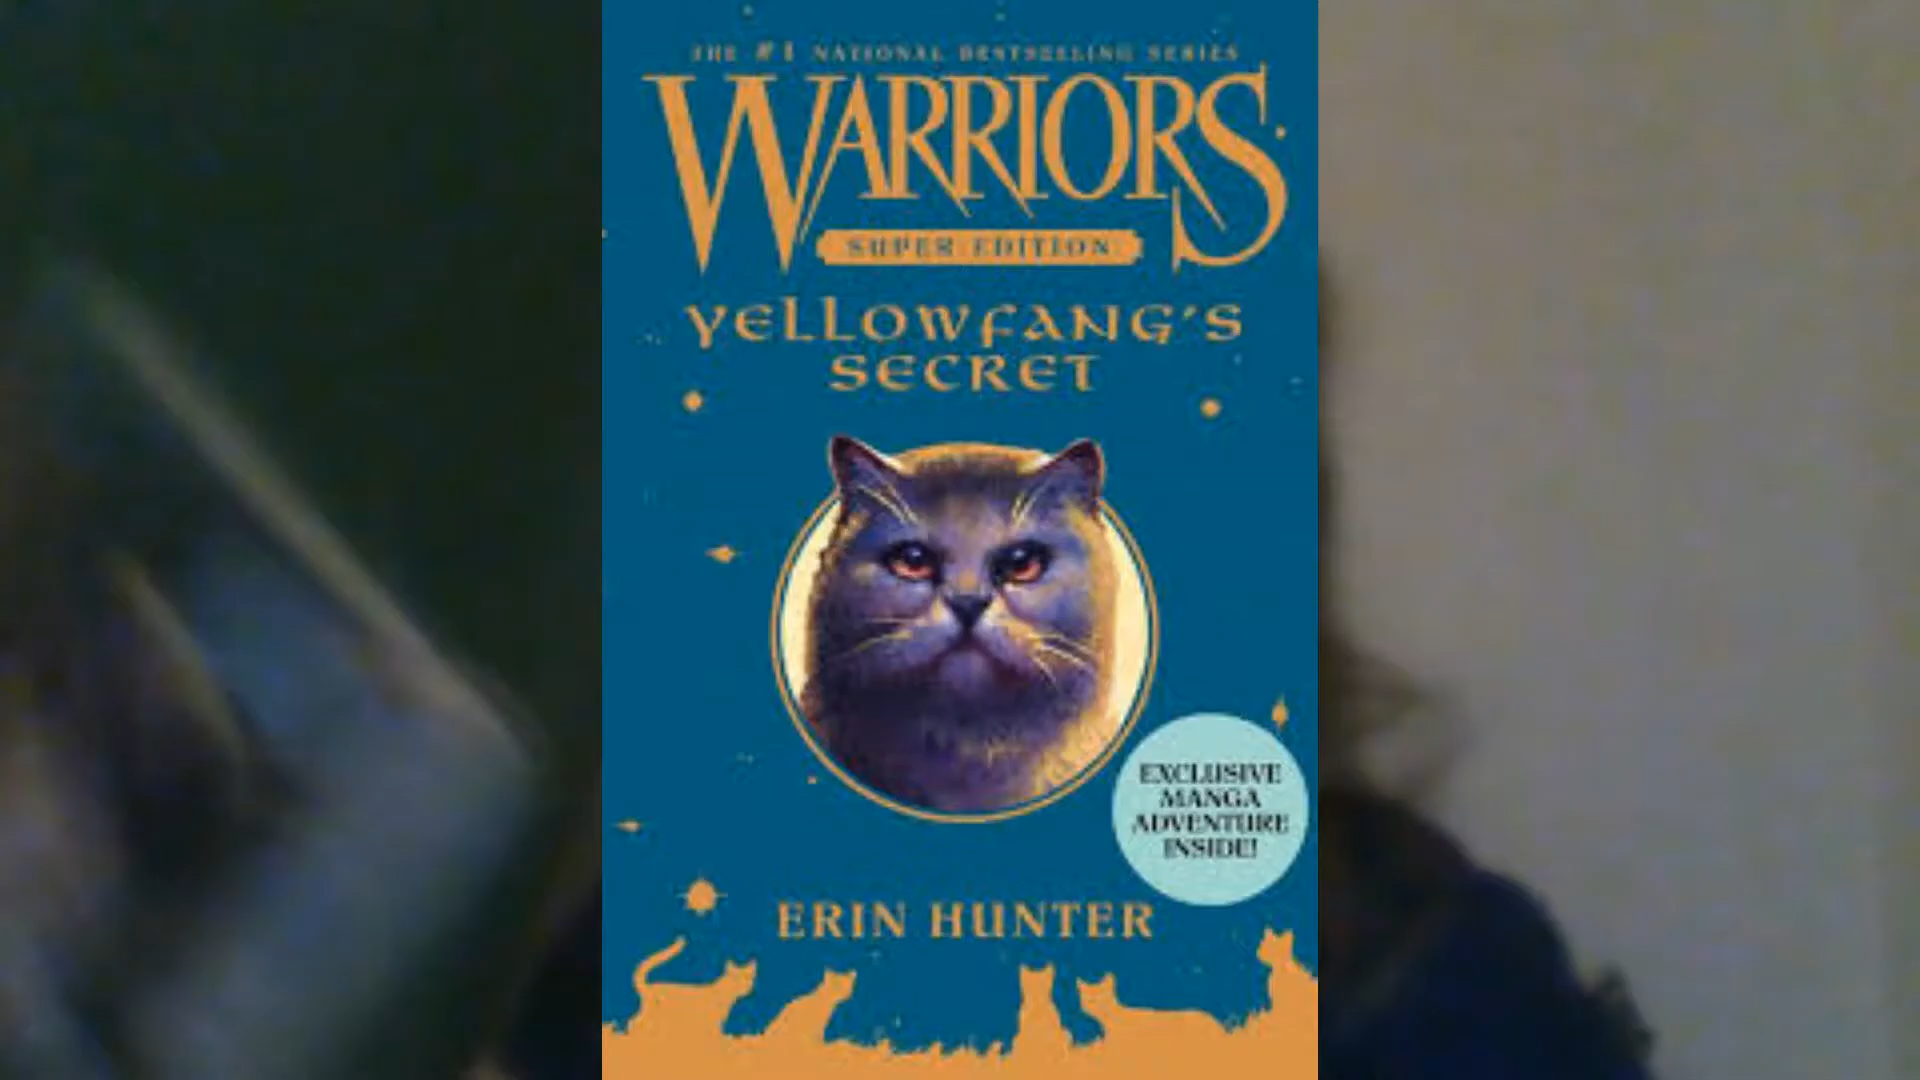 THE #1 NATIONAL BESTSELLING SERIES
WARRIORS
SUPER EDITION
YELLOWFANG'S
SECRET
EXCLUSIVE
MANGA
ADVENTURE
INSIDE!
ERIN HUNTER